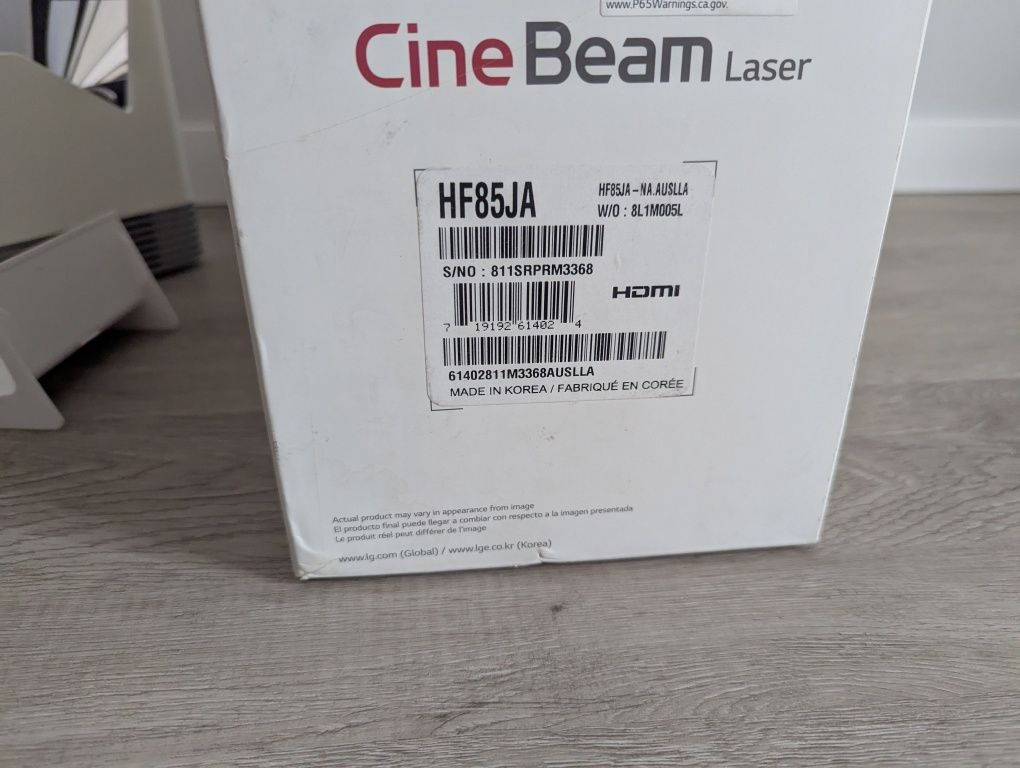 www.P65Warnings.ca.gov.
CineBeam Laser
HF85JA
HF85JA-NA.AUSLLA
W/O : 8L1M005L
S/NO : 811SRPRM3368
HDMI
7 19192 61402 4
61402811M3368AUSLLA
MADE IN KOREA / FABRIQUÉ EN CORÉE
Actual product may vary in appearance from image
El producto final puede llegar a combiar con respecto a la imagen presentada
Le produit réel peut différer de l'image
www.lg.com (Global) / www.lge.co.kr (Korea)